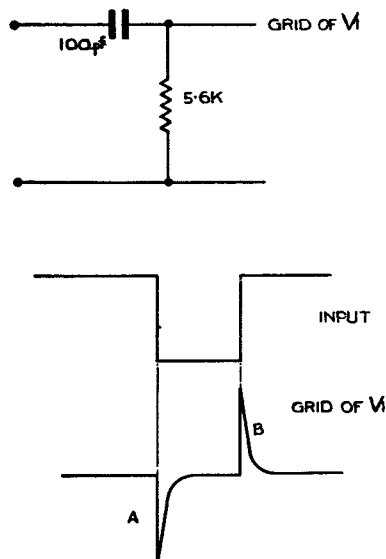 GRID OF V1
100pf
5.6K
INPUT
GRID OF V1
B
A